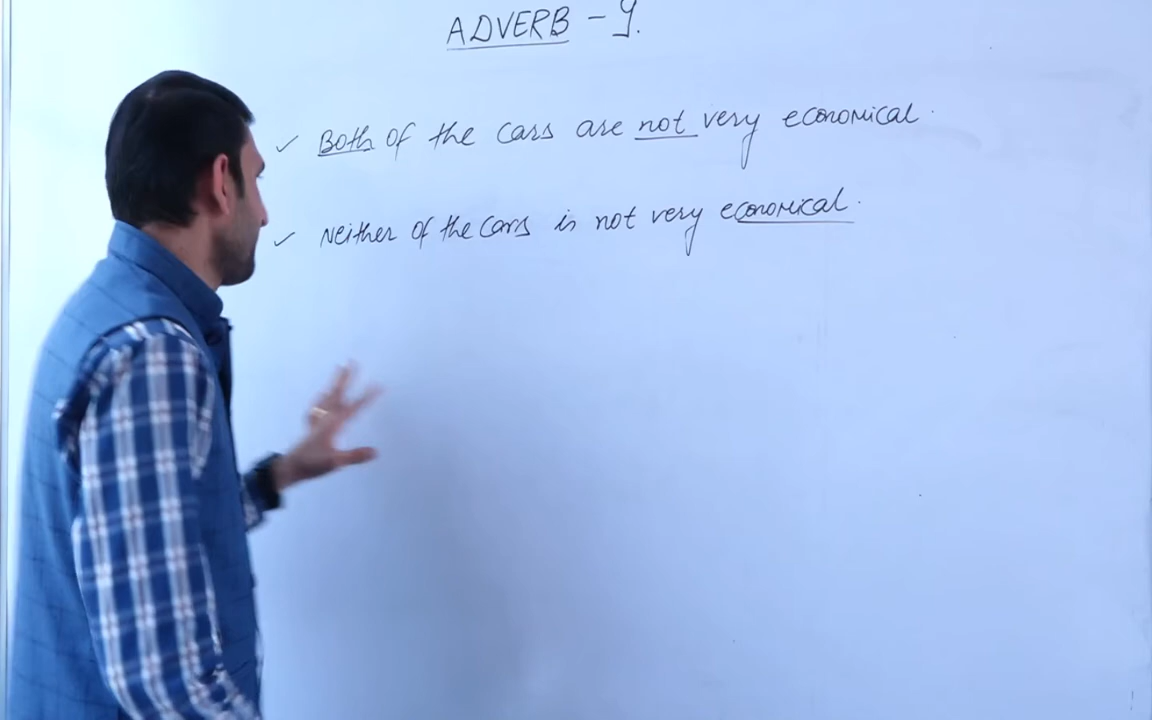 ADVERB - 9.
✓ Both of the cars are not very economical.
✓ Neither of the cars is not very economical.